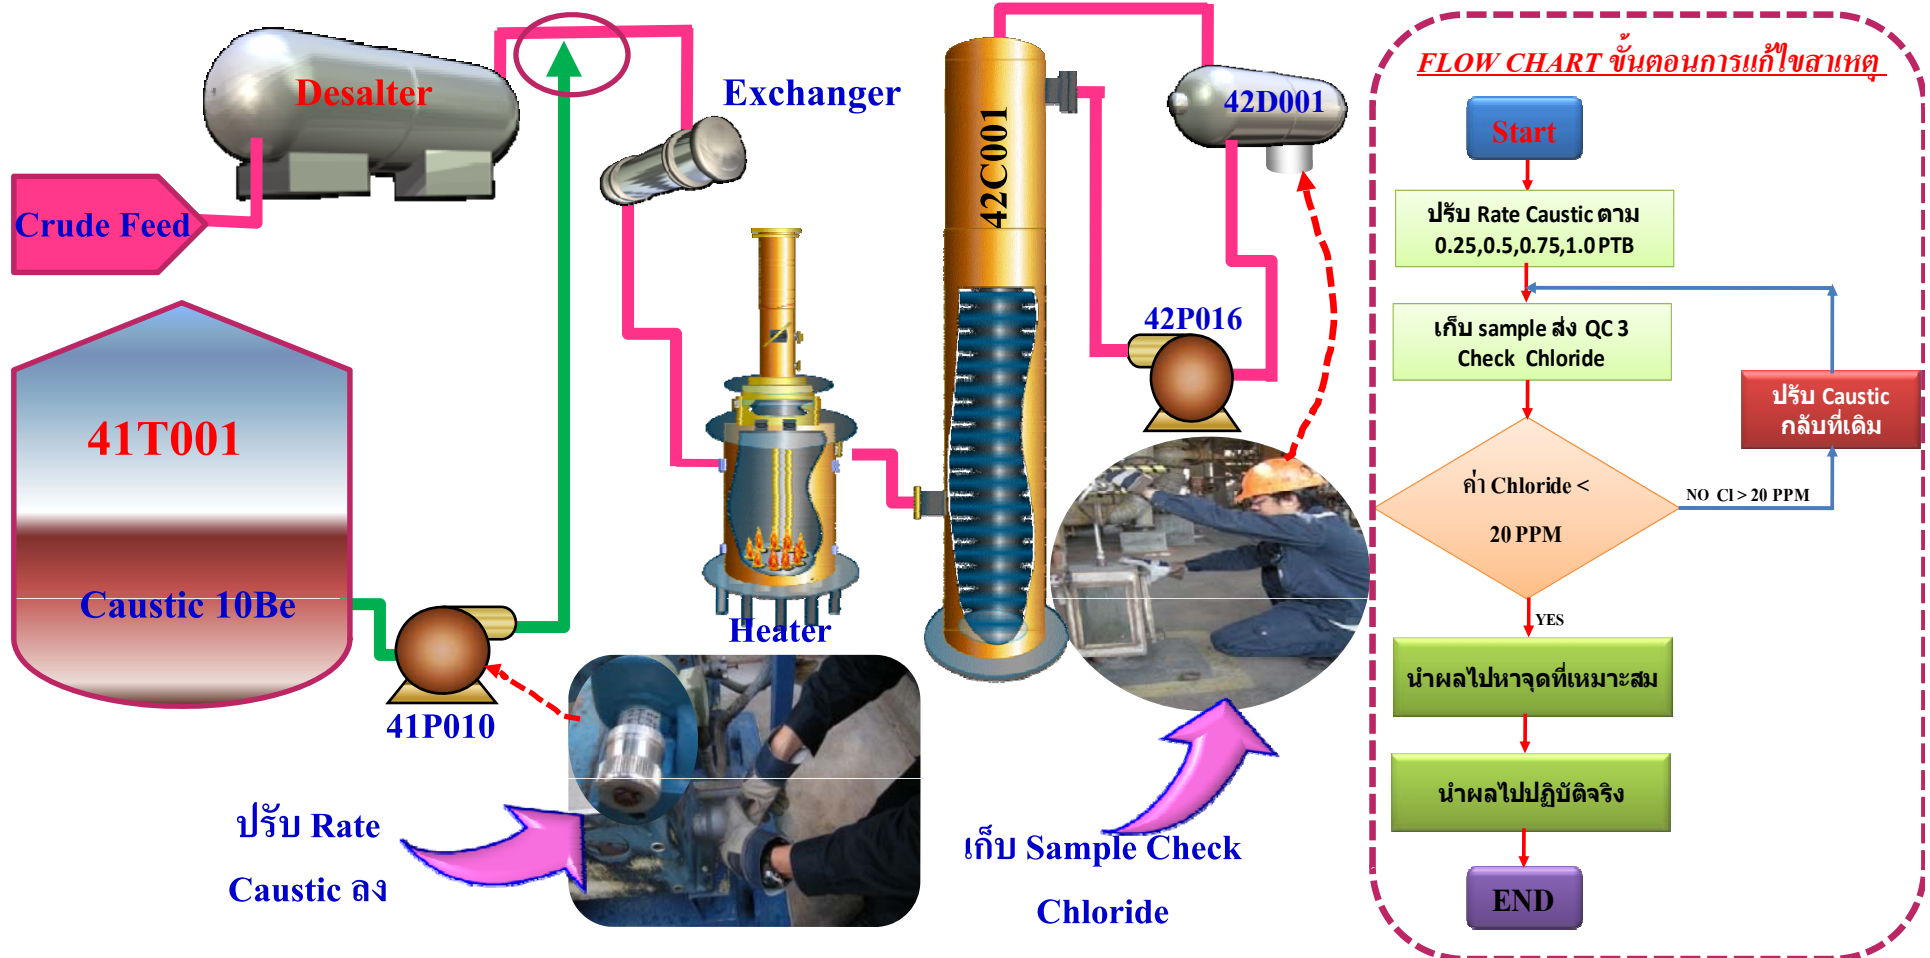 Desalter
Crude Feed
Exchanger
42C001
42D001
42P016
41T001
Caustic 10Be
41P010
Heater
ปรับ Rate
Caustic ลง
เก็บ Sample Check
Chloride
FLOW CHART ขั้นตอนการแก้ไขสาเหตุ
Start
ปรับ Rate Caustic ตาม
0.25,0.5,0.75,1.0 PTB
เก็บ sample ส่ง QC 3
Check Chloride
ปรับ Caustic
กลับที่เดิม
ค่า Chloride <
20 PPM
NO Cl > 20 PPM
YES
นำผลไปหาจุดที่เหมาะสม
นำผลไปปฏิบัติจริง
END